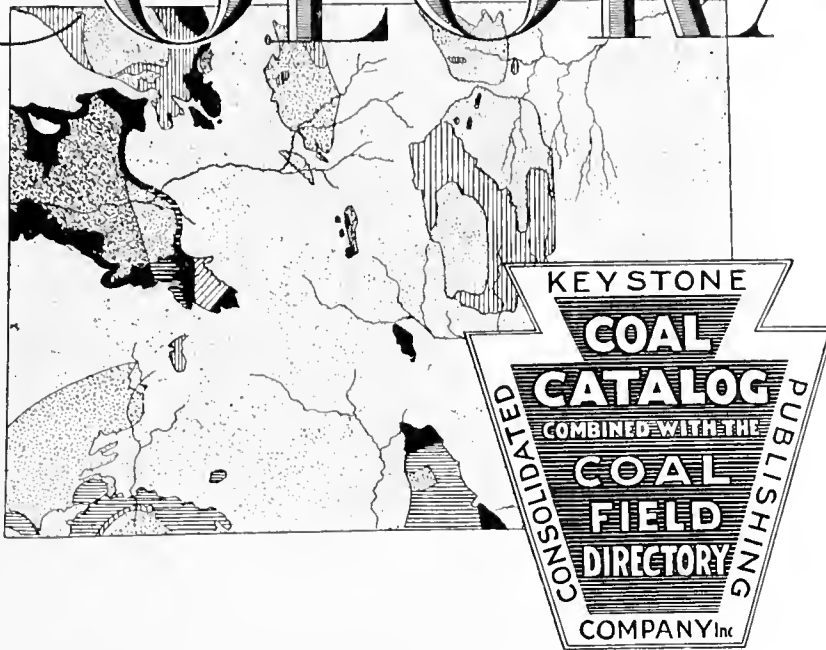 KEYSTONE
COAL
CATALOG
COMBINED WITH THE
COAL
FIELD
DIRECTORY
CONSOLIDATED
PUBLISHING
COMPANY Inc